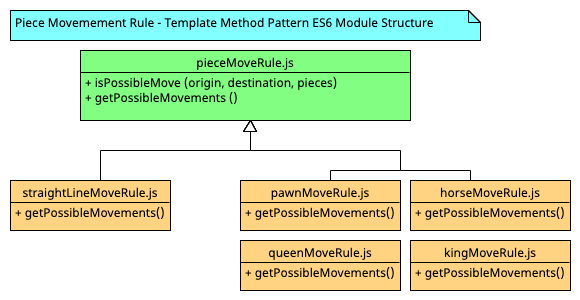 Piece Movemement Rule - Template Method Pattern ES6 Module Structure
pieceMoveRule.js
+ isPossibleMove (origin, destination, pieces)
+ getPossibleMovements ()
straightLineMoveRule.js
+ getPossibleMovements()
pawnMoveRule.js
+ getPossibleMovements()
horseMoveRule.js
+ getPossibleMovements()
queenMoveRule.js
+ getPossibleMovements()
kingMoveRule.js
+ getPossibleMovements()